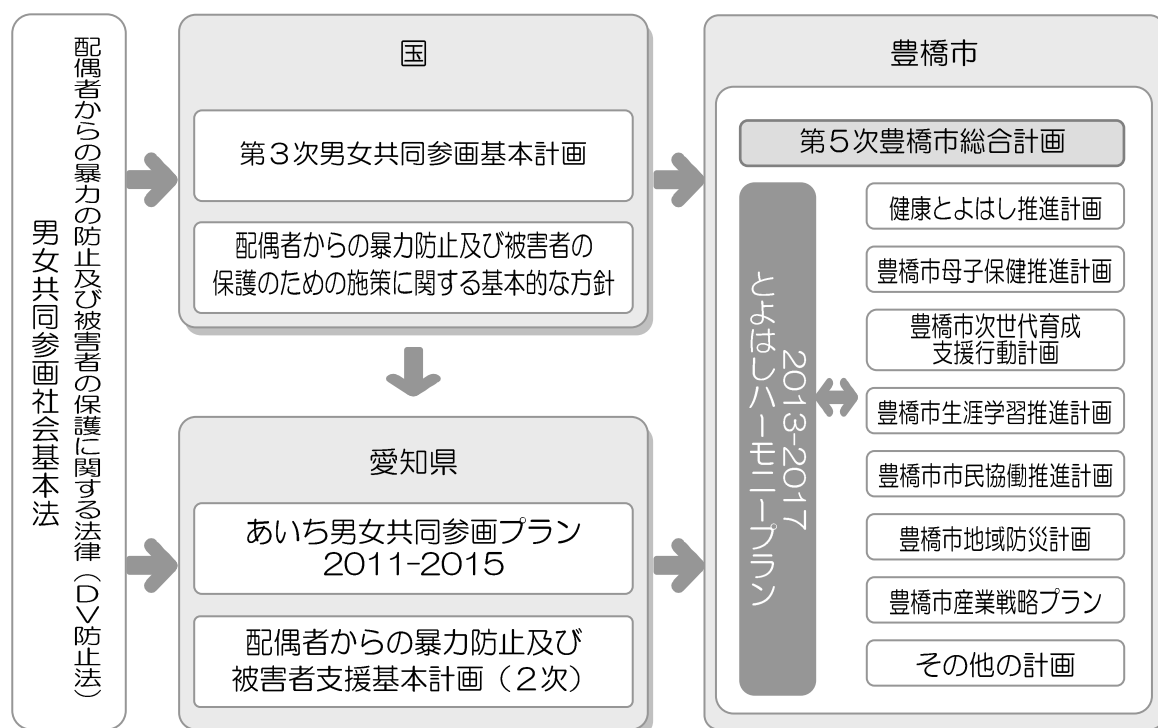 配偶者からの暴力の防止及び被害者の保護に関する法律（ＤＶ防止法）
男女共同参画社会基本法
国
第３次男女共同参画基本計画
配偶者からの暴力防止及び被害者の
保護のための施策に関する基本的な方針
愛知県
あいち男女共同参画プラン
2011-2015
配偶者からの暴力防止及び
被害者支援基本計画（２次）
豊橋市
第５次豊橋市総合計画
2013-2017
とよはしハーモニープラン
健康とよはし推進計画
豊橋市母子保健推進計画
豊橋市次世代育成
支援行動計画
豊橋市生涯学習推進計画
豊橋市市民協働推進計画
豊橋市地域防災計画
豊橋市産業戦略プラン
その他の計画